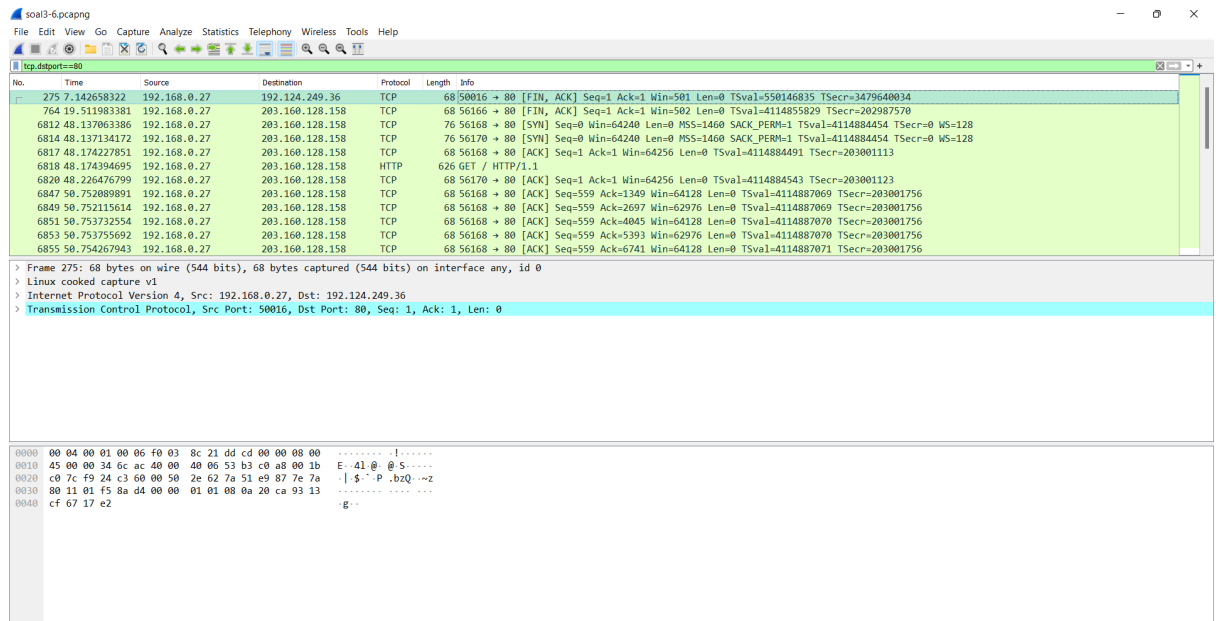 soal3-6.pcapng
File Edit View Go Capture Analyze Statistics Telephony Wireless Tools Help
tcp.dstport==80
No. Time Source Destination Protocol Length Info
275 7.142658322 192.168.0.27 192.124.249.36 TCP 68 50016 → 80 [FIN, ACK] Seq=1 Ack=1 Win=501 Len=0 TSval=550146835 TSecr=3479640034
764 19.511983381 192.168.0.27 203.160.128.158 TCP 68 56166 → 80 [FIN, ACK] Seq=1 Ack=1 Win=502 Len=0 TSval=4114855829 TSecr=202987570
6812 48.137063386 192.168.0.27 203.160.128.158 TCP 76 56168 → 80 [SYN] Seq=0 Win=64240 Len=0 MSS=1460 SACK_PERM=1 TSval=4114884454 TSecr=0 WS=128
6814 48.137134172 192.168.0.27 203.160.128.158 TCP 76 56170 → 80 [SYN] Seq=0 Win=64240 Len=0 MSS=1460 SACK_PERM=1 TSval=4114884454 TSecr=0 WS=128
6817 48.174227851 192.168.0.27 203.160.128.158 TCP 68 56168 → 80 [ACK] Seq=1 Ack=1 Win=64256 Len=0 TSval=4114884491 TSecr=203001113
6818 48.174394695 192.168.0.27 203.160.128.158 HTTP 626 GET / HTTP/1.1
6820 48.226476799 192.168.0.27 203.160.128.158 TCP 68 56170 → 80 [ACK] Seq=1 Ack=1 Win=64256 Len=0 TSval=4114884543 TSecr=203001123
6847 50.752089891 192.168.0.27 203.160.128.158 TCP 68 56168 → 80 [ACK] Seq=559 Ack=1349 Win=64128 Len=0 TSval=4114887069 TSecr=203001756
6849 50.752115614 192.168.0.27 203.160.128.158 TCP 68 56168 → 80 [ACK] Seq=559 Ack=2697 Win=62976 Len=0 TSval=4114887069 TSecr=203001756
6851 50.753732554 192.168.0.27 203.160.128.158 TCP 68 56168 → 80 [ACK] Seq=559 Ack=4045 Win=64128 Len=0 TSval=4114887070 TSecr=203001756
6853 50.753755692 192.168.0.27 203.160.128.158 TCP 68 56168 → 80 [ACK] Seq=559 Ack=5393 Win=62976 Len=0 TSval=4114887070 TSecr=203001756
6855 50.754267943 192.168.0.27 203.160.128.158 TCP 68 56168 → 80 [ACK] Seq=559 Ack=6741 Win=64128 Len=0 TSval=4114887071 TSecr=203001756
> Frame 275: 68 bytes on wire (544 bits), 68 bytes captured (544 bits) on interface any, id 0
> Linux cooked capture v1
> Internet Protocol Version 4, Src: 192.168.0.27, Dst: 192.124.249.36
> Transmission Control Protocol, Src Port: 50016, Dst Port: 80, Seq: 1, Ack: 1, Len: 0
0000 00 04 00 01 00 06 f0 03 8c 21 dd cd 00 00 08 00 ········ ·!······
0010 45 00 00 34 6c ac 40 00 40 06 53 b3 c0 a8 00 1b E··4l·@· @·S·····
0020 c0 7c f9 24 c3 60 00 50 2e 62 7a 51 e9 87 7e 7a ·|·$·`·P .bzQ··~z
0030 80 11 01 f5 8a d4 00 00 01 01 08 0a 20 ca 93 13 ········ ···· ···
0040 cf 67 17 e2 ·g··